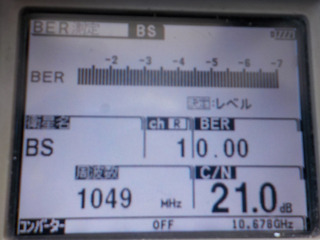 BER測定 BS
-2 -3 -4 -5 -6 -7
BER
決定:レベル
衛星名 ch R BER
BS 1 0.00
周波数 C/N
1049 MHz 21.0 dB
コンバーター OFF 10.678GHz